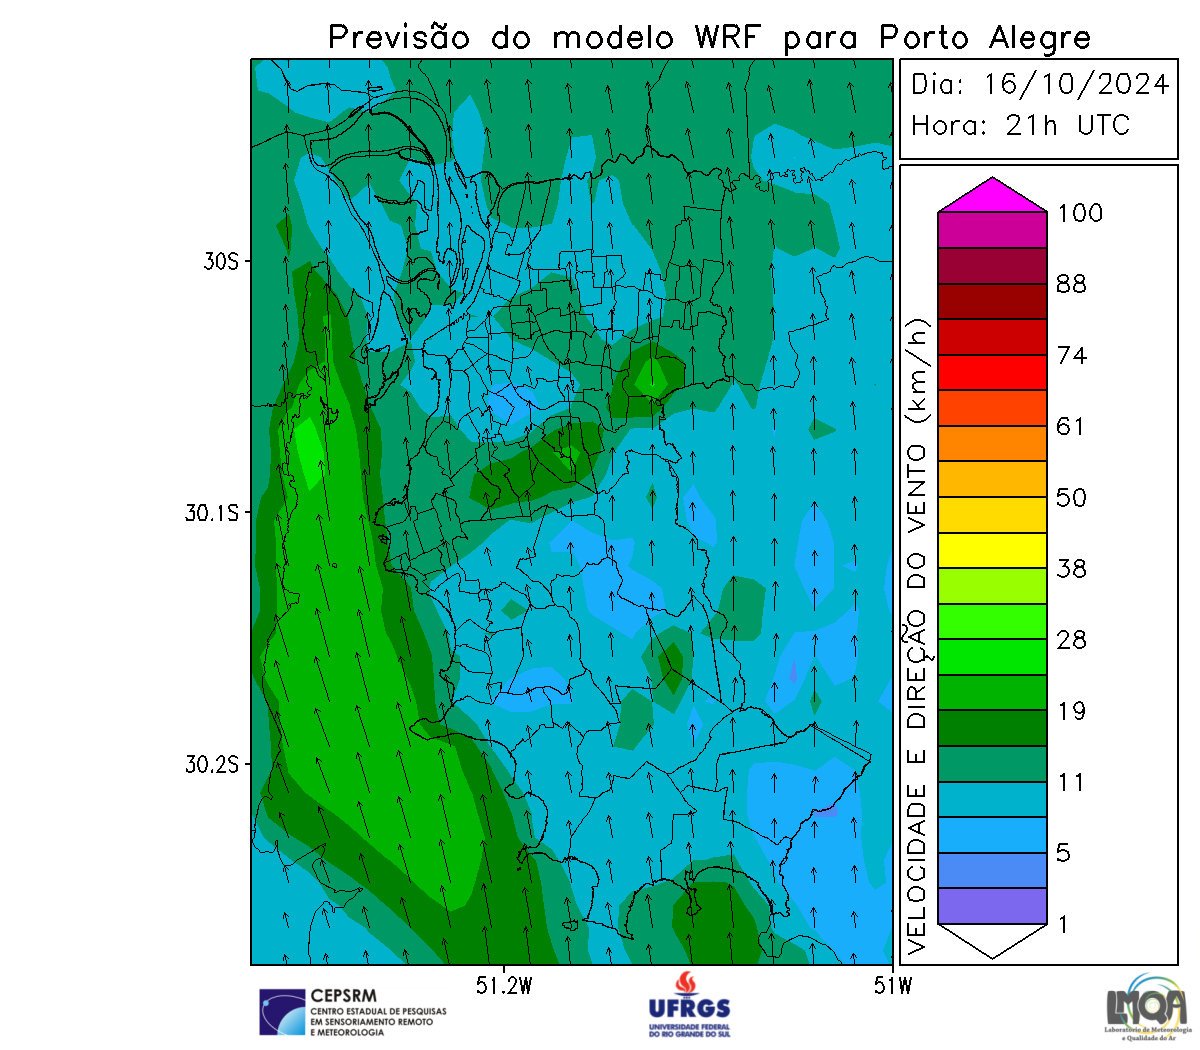 Previsão do modelo WRF para Porto Alegre
Dia: 16/10/2024
Hora: 21h UTC
30S
30.1S
30.2S
51.2W
51W
VELOCIDADE E DIREÇÃO DO VENTO (km/h)
100
88
74
61
50
38
28
19
11
5
1
CEPSRM
CENTRO ESTADUAL DE PESQUISAS
EM SENSORIAMENTO REMOTO
E METEOROLOGIA
UFRGS
UNIVERSIDADE FEDERAL
DO RIO GRANDE DO SUL
LMQA
Laboratório de Meteorologia
e Qualidade do Ar